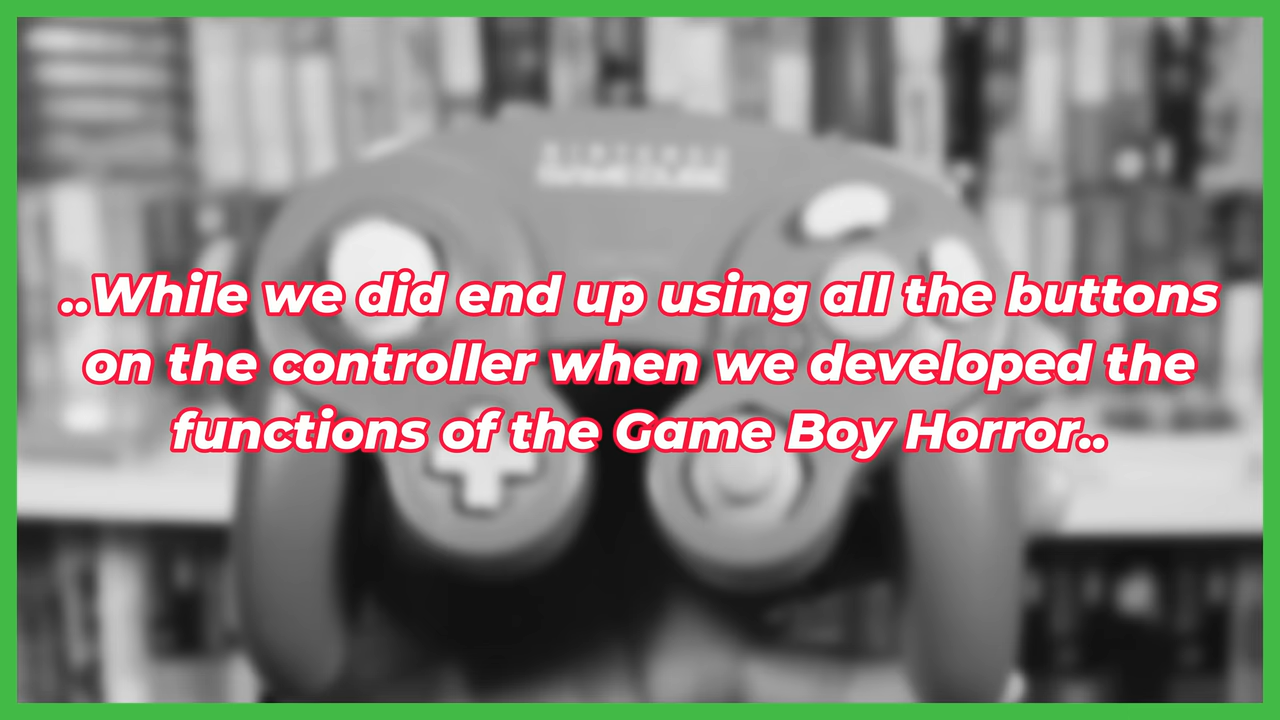 ..While we did end up using all the buttons
on the controller when we developed the
functions of the Game Boy Horror..